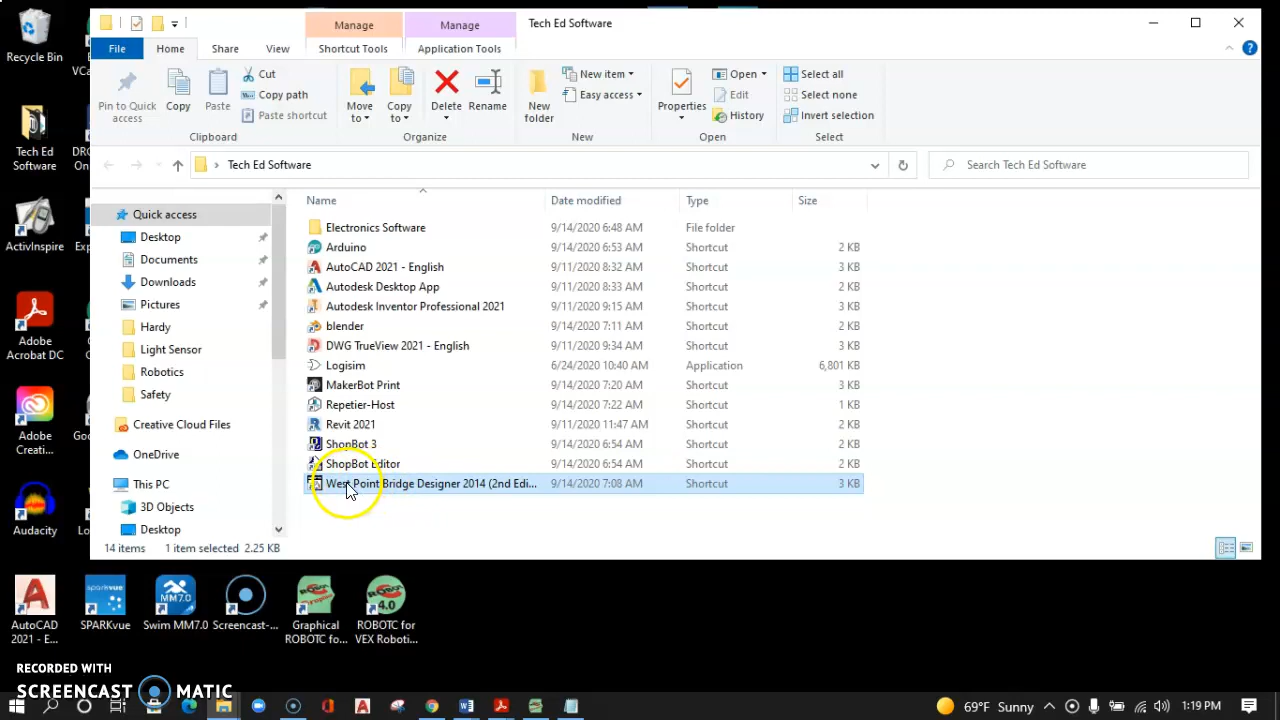 Manage
Manage
Tech Ed Software
File
Home
Share
View
Shortcut Tools
Application Tools
Pin to Quick
access
Copy
Paste
Cut
Copy path
Paste shortcut
Clipboard
Move
to
Copy
to
Delete
Rename
Organize
New
folder
New item
Easy access
New
Properties
Open
Edit
History
Open
Select all
Select none
Invert selection
Select
Tech Ed Software
Search Tech Ed Software
Name
Date modified
Type
Size
Electronics Software 9/14/2020 6:48 AM File folder
Arduino 9/14/2020 6:53 AM Shortcut 2 KB
AutoCAD 2021 - English 9/11/2020 8:32 AM Shortcut 3 KB
Autodesk Desktop App 9/11/2020 8:33 AM Shortcut 2 KB
Autodesk Inventor Professional 2021 9/11/2020 9:15 AM Shortcut 3 KB
blender 9/14/2020 7:11 AM Shortcut 2 KB
DWG TrueView 2021 - English 9/11/2020 9:34 AM Shortcut 3 KB
Logisim 6/24/2020 10:40 AM Application 6,801 KB
MakerBot Print 9/14/2020 7:20 AM Shortcut 3 KB
Repetier-Host 9/14/2020 7:22 AM Shortcut 1 KB
Revit 2021 9/11/2020 11:47 AM Shortcut 3 KB
ShopBot 3 9/14/2020 6:54 AM Shortcut 2 KB
ShopBot Editor 9/14/2020 6:54 AM Shortcut 2 KB
West Point Bridge Designer 2014 (2nd Edi... 9/14/2020 7:08 AM Shortcut 3 KB
Quick access
Desktop
Documents
Downloads
Pictures
Hardy
Light Sensor
Robotics
Safety
Creative Cloud Files
OneDrive
This PC
3D Objects
Desktop
14 items 1 item selected 2.25 KB
Recycle Bin
Tech Ed
Software
ActivInspire
Adobe
Acrobat DC
Adobe
Creati...
Audacity
AutoCAD
2021 - E...
sparkvue
SPARKvue
MM7.0
Swim MM7.0
Screencast-...
ROBOT
Graphical
ROBOTC fo...
ROBOT
4.0
ROBOTC for
VEX Roboti...
RECORDED WITH
SCREENCAST MATIC
69°F Sunny
1:19 PM